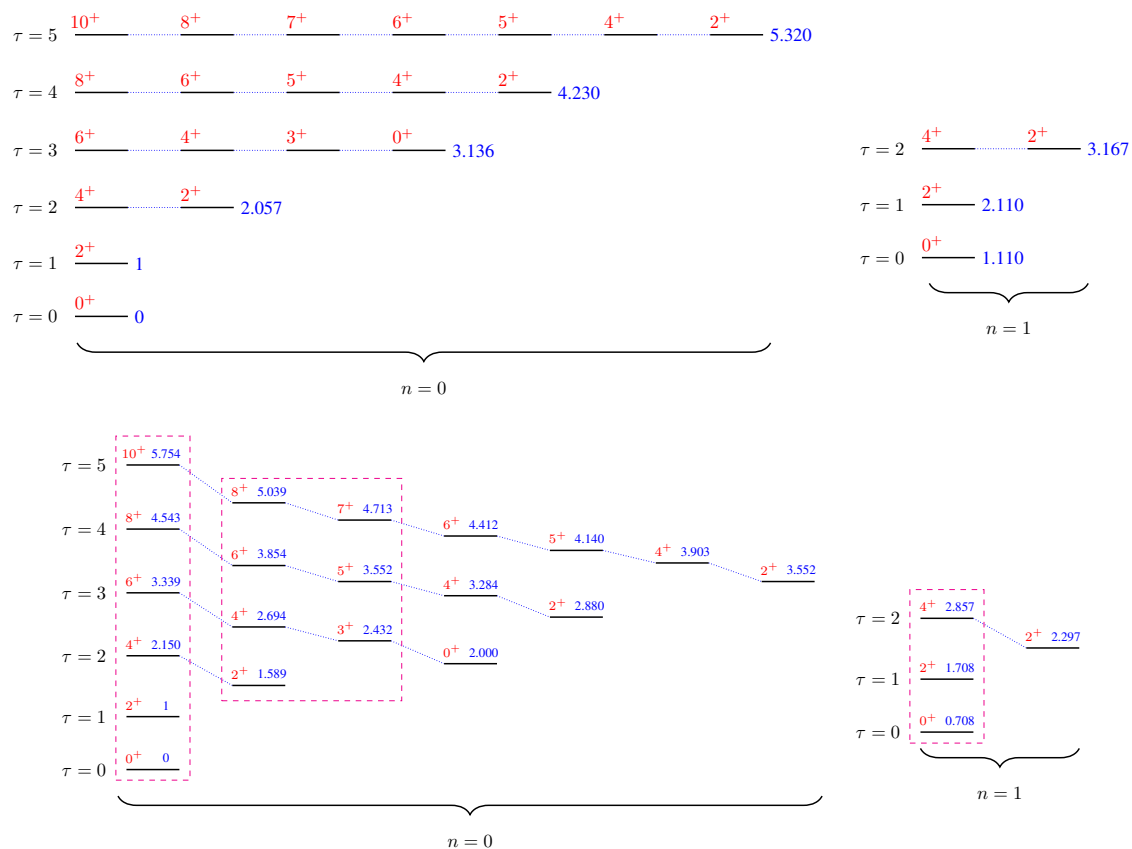 10⁺ 8⁺ 7⁺ 6⁺ 5⁺ 4⁺ 2⁺
τ = 5 5.320
8⁺ 6⁺ 5⁺ 4⁺ 2⁺
τ = 4 4.230
6⁺ 4⁺ 3⁺ 0⁺
τ = 3 3.136
4⁺ 2⁺
τ = 2 2.057
2⁺
τ = 1 1
0⁺
τ = 0 0
n = 0
4⁺ 2⁺
τ = 2 3.167
2⁺
τ = 1 2.110
0⁺
τ = 0 1.110
n = 1
τ = 5 10⁺ 5.754 8⁺ 5.039 7⁺ 4.713 6⁺ 4.412 5⁺ 4.140 4⁺ 3.903 2⁺ 3.552
τ = 4 8⁺ 4.543 6⁺ 3.854 5⁺ 3.552 4⁺ 3.284 2⁺ 2.880
τ = 3 6⁺ 3.339 4⁺ 2.694 3⁺ 2.432 0⁺ 2.000
τ = 2 4⁺ 2.150 2⁺ 1.589
τ = 1 2⁺ 1
τ = 0 0⁺ 0
n = 0
τ = 2 4⁺ 2.857 2⁺ 2.297
τ = 1 2⁺ 1.708
τ = 0 0⁺ 0.708
n = 1